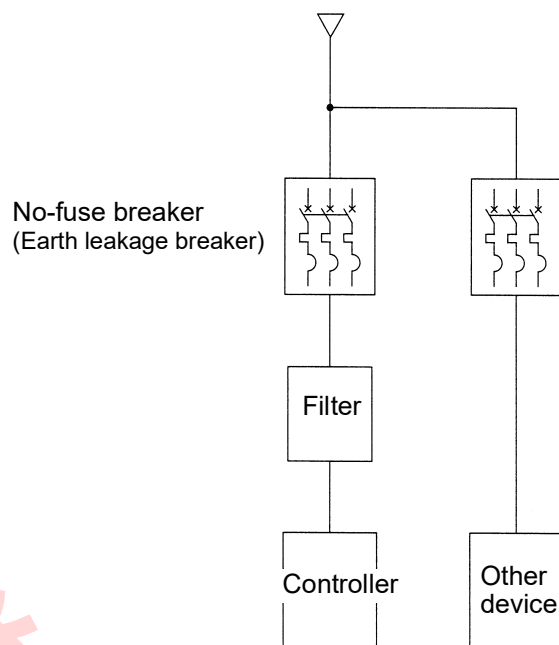 No-fuse breaker
(Earth leakage breaker)
Filter
Controller
Other
device